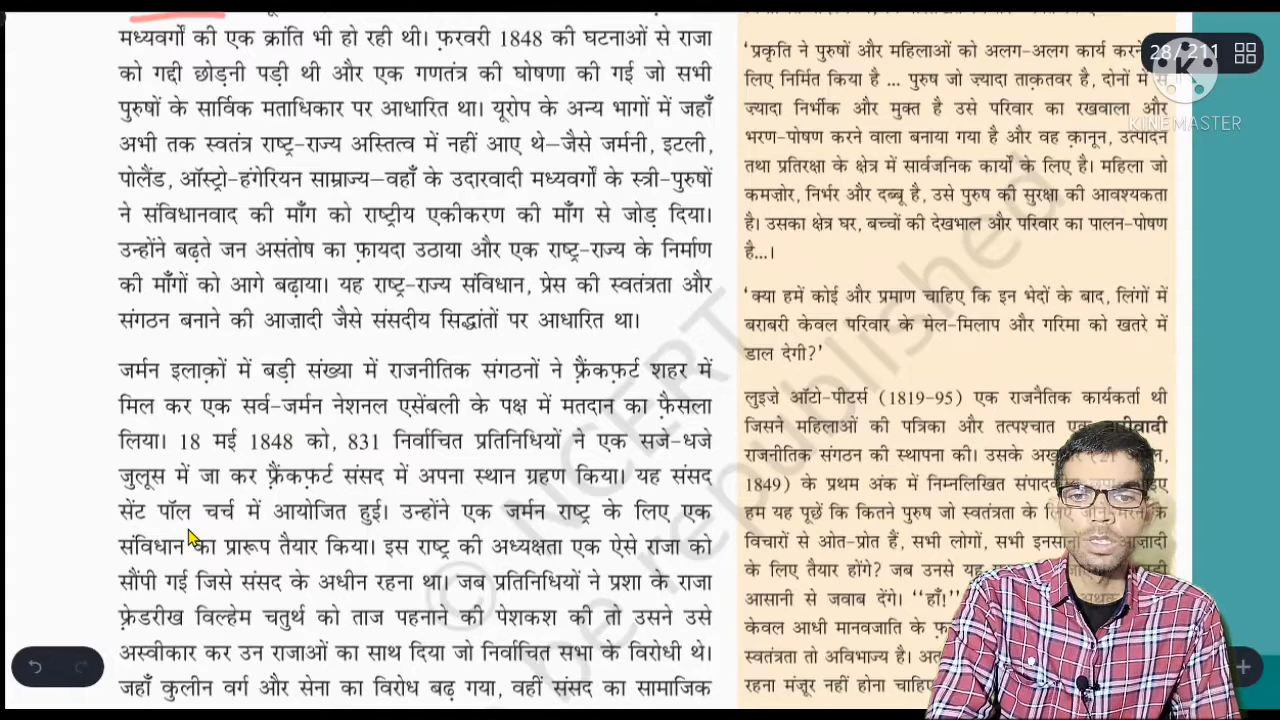 मध्यवर्गों की एक क्रांति भी हो रही थी। फ़रवरी 1848 की घटनाओं से राजा
को गद्दी छोड़नी पड़ी थी और एक गणतंत्र की घोषणा की गई जो सभी
पुरुषों के सार्विक मताधिकार पर आधारित था। यूरोप के अन्य भागों में जहाँ
अभी तक स्वतंत्र राष्ट्र-राज्य अस्तित्व में नहीं आए थे–जैसे जर्मनी, इटली,
पोलैंड, ऑस्ट्रो-हंगेरियन साम्राज्य–वहाँ के उदारवादी मध्यवर्गों के स्त्री-पुरुषों
ने संविधानवाद की माँग को राष्ट्रीय एकीकरण की माँग से जोड़ दिया।
उन्होंने बढ़ते जन असंतोष का फ़ायदा उठाया और एक राष्ट्र-राज्य के निर्माण
की माँगों को आगे बढ़ाया। यह राष्ट्र-राज्य संविधान, प्रेस की स्वतंत्रता और
संगठन बनाने की आज़ादी जैसे संसदीय सिद्धांतों पर आधारित था।
जर्मन इलाक़ों में बड़ी संख्या में राजनीतिक संगठनों ने फ़्रैंकफ़र्ट शहर में
मिल कर एक सर्व-जर्मन नेशनल एसेंबली के पक्ष में मतदान का फ़ैसला
लिया। 18 मई 1848 को, 831 निर्वाचित प्रतिनिधियों ने एक सजे-धजे
जुलूस में जा कर फ़्रैंकफ़र्ट संसद में अपना स्थान ग्रहण किया। यह संसद
सेंट पॉल चर्च में आयोजित हुई। उन्होंने एक जर्मन राष्ट्र के लिए एक
संविधान का प्रारूप तैयार किया। इस राष्ट्र की अध्यक्षता एक ऐसे राजा को
सौंपी गई जिसे संसद के अधीन रहना था। जब प्रतिनिधियों ने प्रशा के राजा
फ़्रेडरीख विल्हेम चतुर्थ को ताज पहनाने की पेशकश की तो उसने उसे
अस्वीकार कर उन राजाओं का साथ दिया जो निर्वाचित सभा के विरोधी थे।
जहाँ कुलीन वर्ग और सेना का विरोध बढ़ गया, वहीं संसद का सामाजिक
'प्रकृति ने पुरुषों और महिलाओं को अलग-अलग कार्य करने
लिए निर्मित किया है ... पुरुष जो ज्यादा ताक़तवर है, दोनों में से
ज्यादा निर्भीक और मुक्त है उसे परिवार का रखवाला और
भरण-पोषण करने वाला बनाया गया है और वह क़ानून, उत्पादन
तथा प्रतिरक्षा के क्षेत्र में सार्वजनिक कार्यों के लिए है। महिला जो
कमज़ोर, निर्भर और दब्बू है, उसे पुरुष की सुरक्षा की आवश्यकता
है। उसका क्षेत्र घर, बच्चों की देखभाल और परिवार का पालन-पोषण
है...।
'क्या हमें कोई और प्रमाण चाहिए कि इन भेदों के बाद, लिंगों में
बराबरी केवल परिवार के मेल-मिलाप और गरिमा को खतरे में
डाल देगी?'
लुइज़े ऑटो-पीटर्स (1819-95) एक राजनैतिक कार्यकर्ता थी
जिसने महिलाओं की पत्रिका और तत्पश्चात एक
राजनीतिक संगठन की स्थापना की। उसके
1849) के प्रथम अंक में निम्नलिखित
हम यह पूछें कि कितने पुरुष जो स्वतंत्रता के
विचारों से ओत-प्रोत हैं, सभी लोगों, सभी
के लिए तैयार होंगे? जब उनसे यह
आसानी से जवाब देंगे। "हाँ!"
केवल आधी मानवजाति के
स्वतंत्रता तो अविभाज्य है।
रहना मंज़ूर नहीं होना
28/211
KINEMASTER
© NCERT
be republished